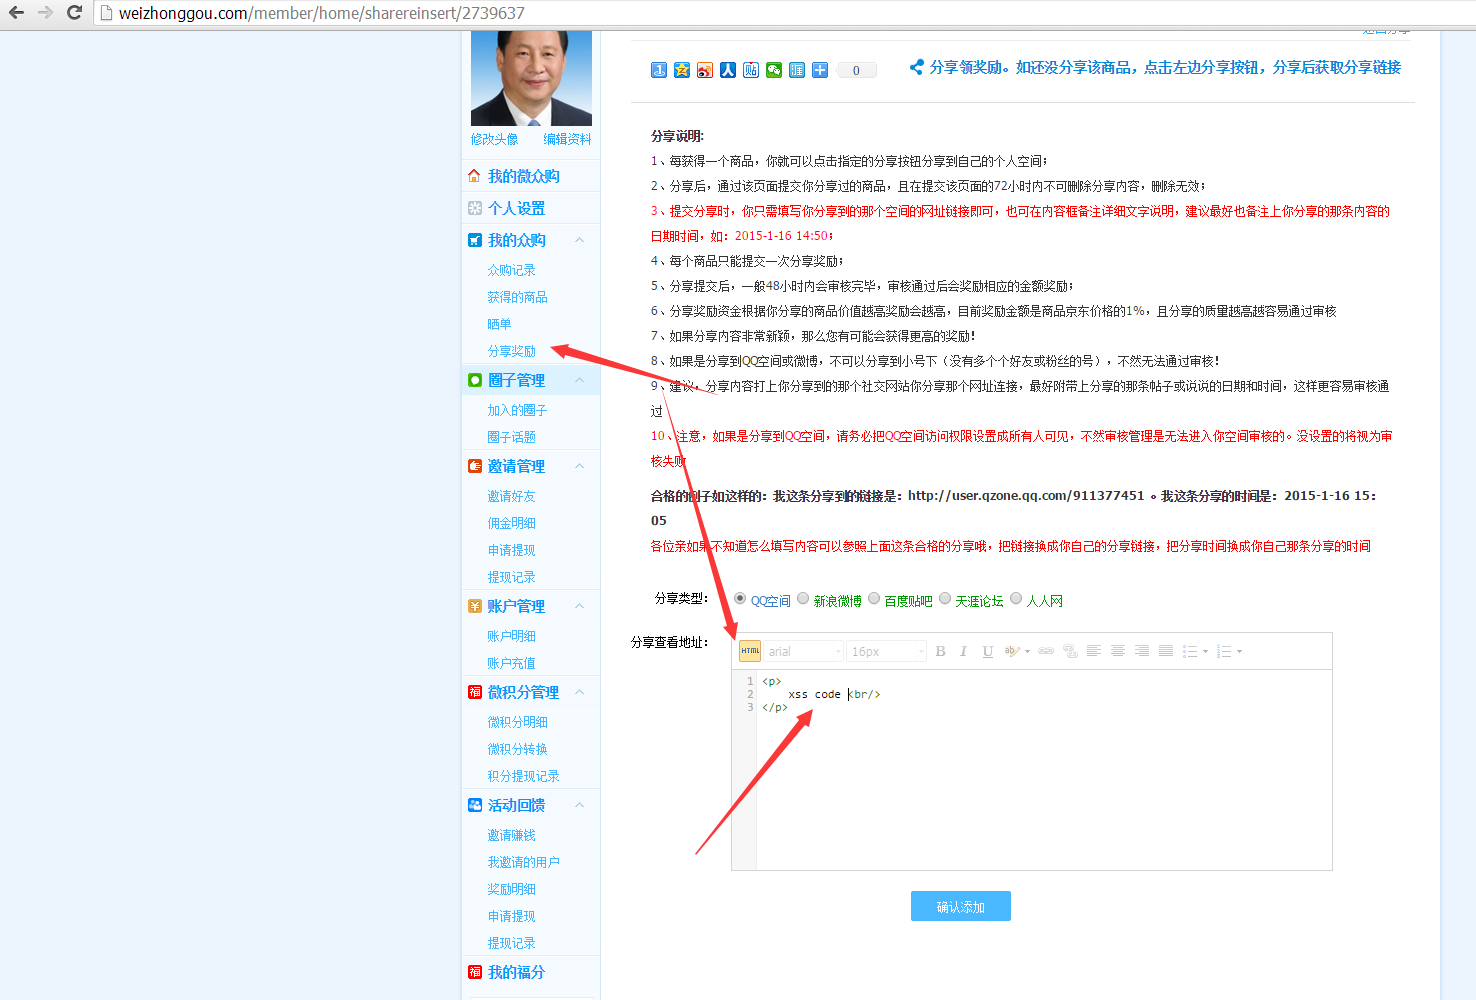 weizhonggou.com/member/home/sharereinsert/2739637
返回分享
0
分享领奖励。如还没分享该商品，点击左边分享按钮，分享后获取分享链接
修改头像 编辑资料
我的微众购
个人设置
我的众购
众购记录
获得的商品
晒单
分享奖励
圈子管理
加入的圈子
圈子话题
邀请管理
邀请好友
佣金明细
申请提现
提现记录
账户管理
账户明细
账户充值
微积分管理
微积分明细
微积分转换
积分提现记录
活动回馈
邀请赚钱
我邀请的用户
奖励明细
申请提现
提现记录
我的福分
分享说明:
1、每获得一个商品，你就可以点击指定的分享按钮分享到自己的个人空间；
2、分享后，通过该页面提交你分享过的商品，且在提交该页面的72小时内不可删除分享内容，删除无效；
3、提交分享时，你只需填写你分享到的那个空间的网址链接即可，也可在内容框备注详细文字说明，建议最好也备注上你分享的那条内容的
日期时间，如：2015-1-16 14:50；
4、每个商品只能提交一次分享奖励；
5、分享提交后，一般48小时内会审核完毕，审核通过后会奖励相应的金额奖励；
6、分享奖励资金根据你分享的商品价值越高奖励会越高，目前奖励金额是商品京东价格的1%，且分享的质量越高越容易通过审核
7、如果分享内容非常新颖，那么您有可能会获得更高的奖励！
8、如果是分享到QQ空间或微博，不可以分享到小号下（没有多个个好友或粉丝的号），不然无法通过审核！
9、建议，分享内容打上你分享到的那个社交网站你分享那个网址连接，最好附带上分享的那条帖子或说说的日期和时间，这样更容易审核通
过
10、注意，如果是分享到QQ空间，请务必把QQ空间访问权限设置成所有人可见，不然审核管理是无法进入你空间审核的。没设置的将视为审
核失败
合格的例子如这样的：我这条分享到的链接是：http://user.qzone.qq.com/911377451 。我这条分享的时间是：2015-1-16 15：
05
各位亲如果不知道怎么填写内容可以参照上面这条合格的分享哦，把链接换成你自己的分享链接，把分享时间换成你自己那条分享的时间
分享类型： QQ空间 新浪微博 百度贴吧 天涯论坛 人人网
分享查看地址：
HTML arial 16px B I U
1 <p>
2 xss code <br/>
3 </p>
确认添加